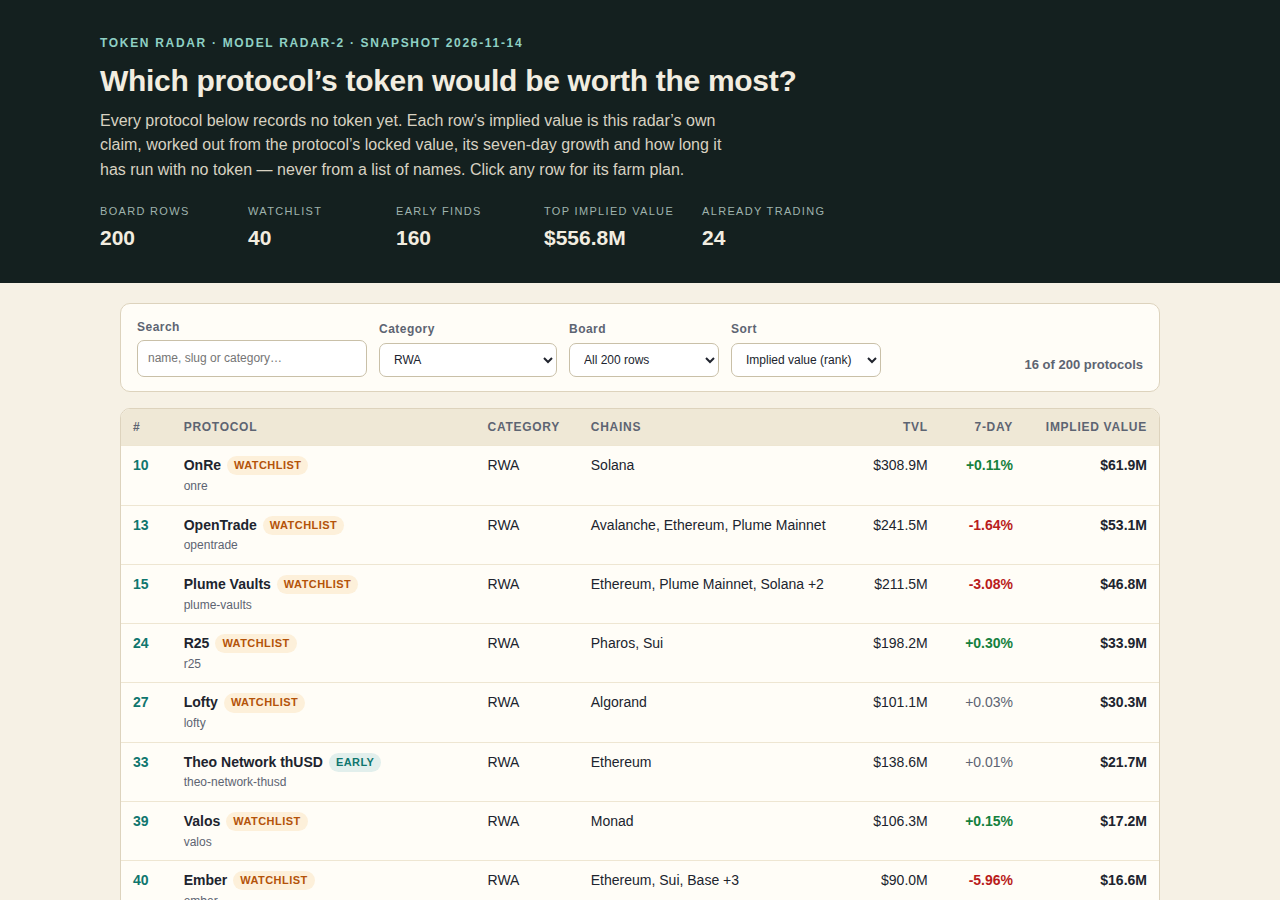 TOKEN RADAR · MODEL RADAR-2 · SNAPSHOT 2026-11-14
Which protocol’s token would be worth the most?
Every protocol below records no token yet. Each row’s implied value is this radar’s own
claim, worked out from the protocol’s locked value, its seven-day growth and how long it
has run with no token — never from a list of names. Click any row for its farm plan.
BOARD ROWS WATCHLIST EARLY FINDS TOP IMPLIED VALUE ALREADY TRADING
200 40 160 $556.8M 24
Search Category Board Sort
name, slug or category… RWA All 200 rows Implied value (rank) 16 of 200 protocols
# PROTOCOL CATEGORY CHAINS TVL 7-DAY IMPLIED VALUE
10 OnRe WATCHLIST RWA Solana $308.9M +0.11% $61.9M
onre
13 OpenTrade WATCHLIST RWA Avalanche, Ethereum, Plume Mainnet $241.5M -1.64% $53.1M
opentrade
15 Plume Vaults WATCHLIST RWA Ethereum, Plume Mainnet, Solana +2 $211.5M -3.08% $46.8M
plume-vaults
24 R25 WATCHLIST RWA Pharos, Sui $198.2M +0.30% $33.9M
r25
27 Lofty WATCHLIST RWA Algorand $101.1M +0.03% $30.3M
lofty
33 Theo Network thUSD EARLY RWA Ethereum $138.6M +0.01% $21.7M
theo-network-thusd
39 Valos WATCHLIST RWA Monad $106.3M +0.15% $17.2M
valos
40 Ember WATCHLIST RWA Ethereum, Sui, Base +3 $90.0M -5.96% $16.6M